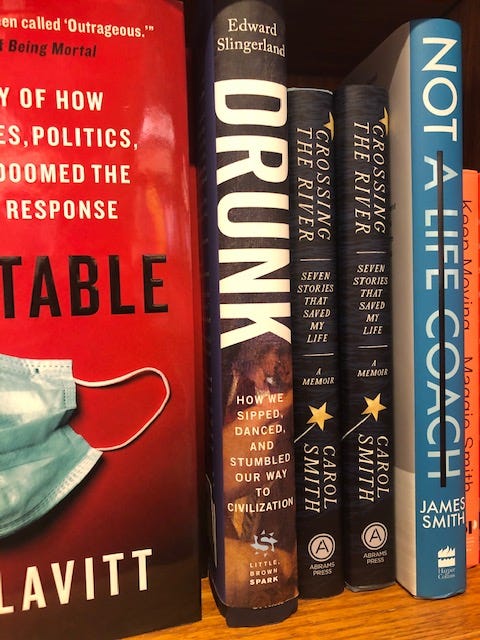 een called 'Outrageous.'"
Being Mortal
Y OF HOW
ES, POLITICS,
DOOMED THE
RESPONSE
TABLE
LAVITT
Edward
Slingerland
DRUNK
HOW WE
SIPPED,
DANCED,
AND
STUMBLED
OUR WAY
TO
CIVILIZATION
LITTLE,
BROWN
SPARK
CROSSING
THE RIVER
SEVEN
STORIES
THAT
SAVED
MY
LIFE
A
MEMOIR
CAROL
SMITH
A
ABRAMS
PRESS
CROSSING
THE RIVER
SEVEN
STORIES
THAT
SAVED
MY
LIFE
A
MEMOIR
CAROL
SMITH
A
ABRAMS
PRESS
NOT A LIFE COACH
JAMES
SMITH
Harper
Collins
Keep Moving Maggie Smith